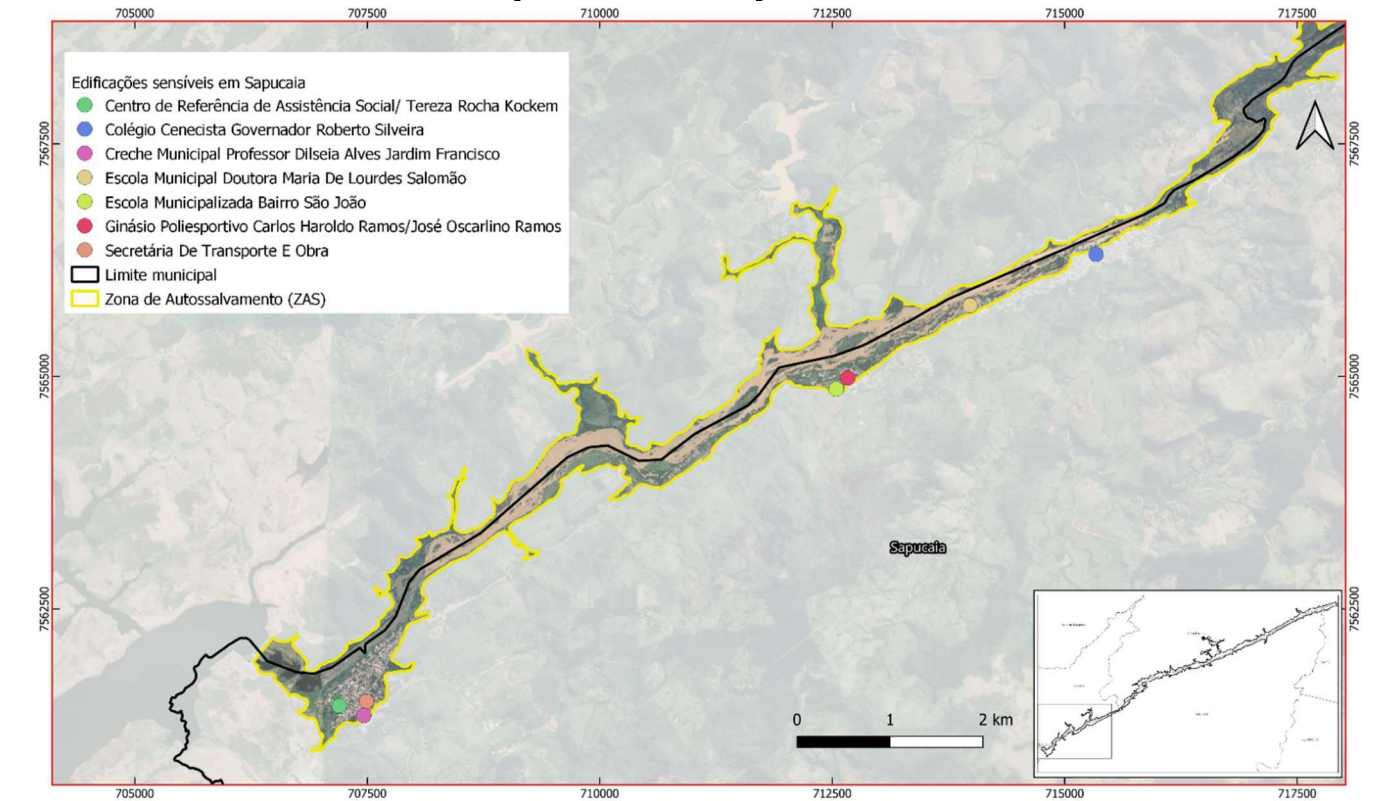 705000 707500 710000 712500 715000 717500
Edificações sensíveis em Sapucaia
Centro de Referência de Assistência Social/ Tereza Rocha Kockem
Colégio Cenecista Governador Roberto Silveira
Creche Municipal Professor Dilseia Alves Jardim Francisco
Escola Municipal Doutora Maria De Lourdes Salomão
Escola Municipalizada Bairro São João
Ginásio Poliesportivo Carlos Haroldo Ramos/José Oscarlino Ramos
Secretária De Transporte E Obra
Limite municipal
Zona de Autossalvamento (ZAS)
7567500
7567500
7565000
7565000
Sapucaia
7562500
7562500
0 1 2 km
705000 707500 710000 712500 715000 717500